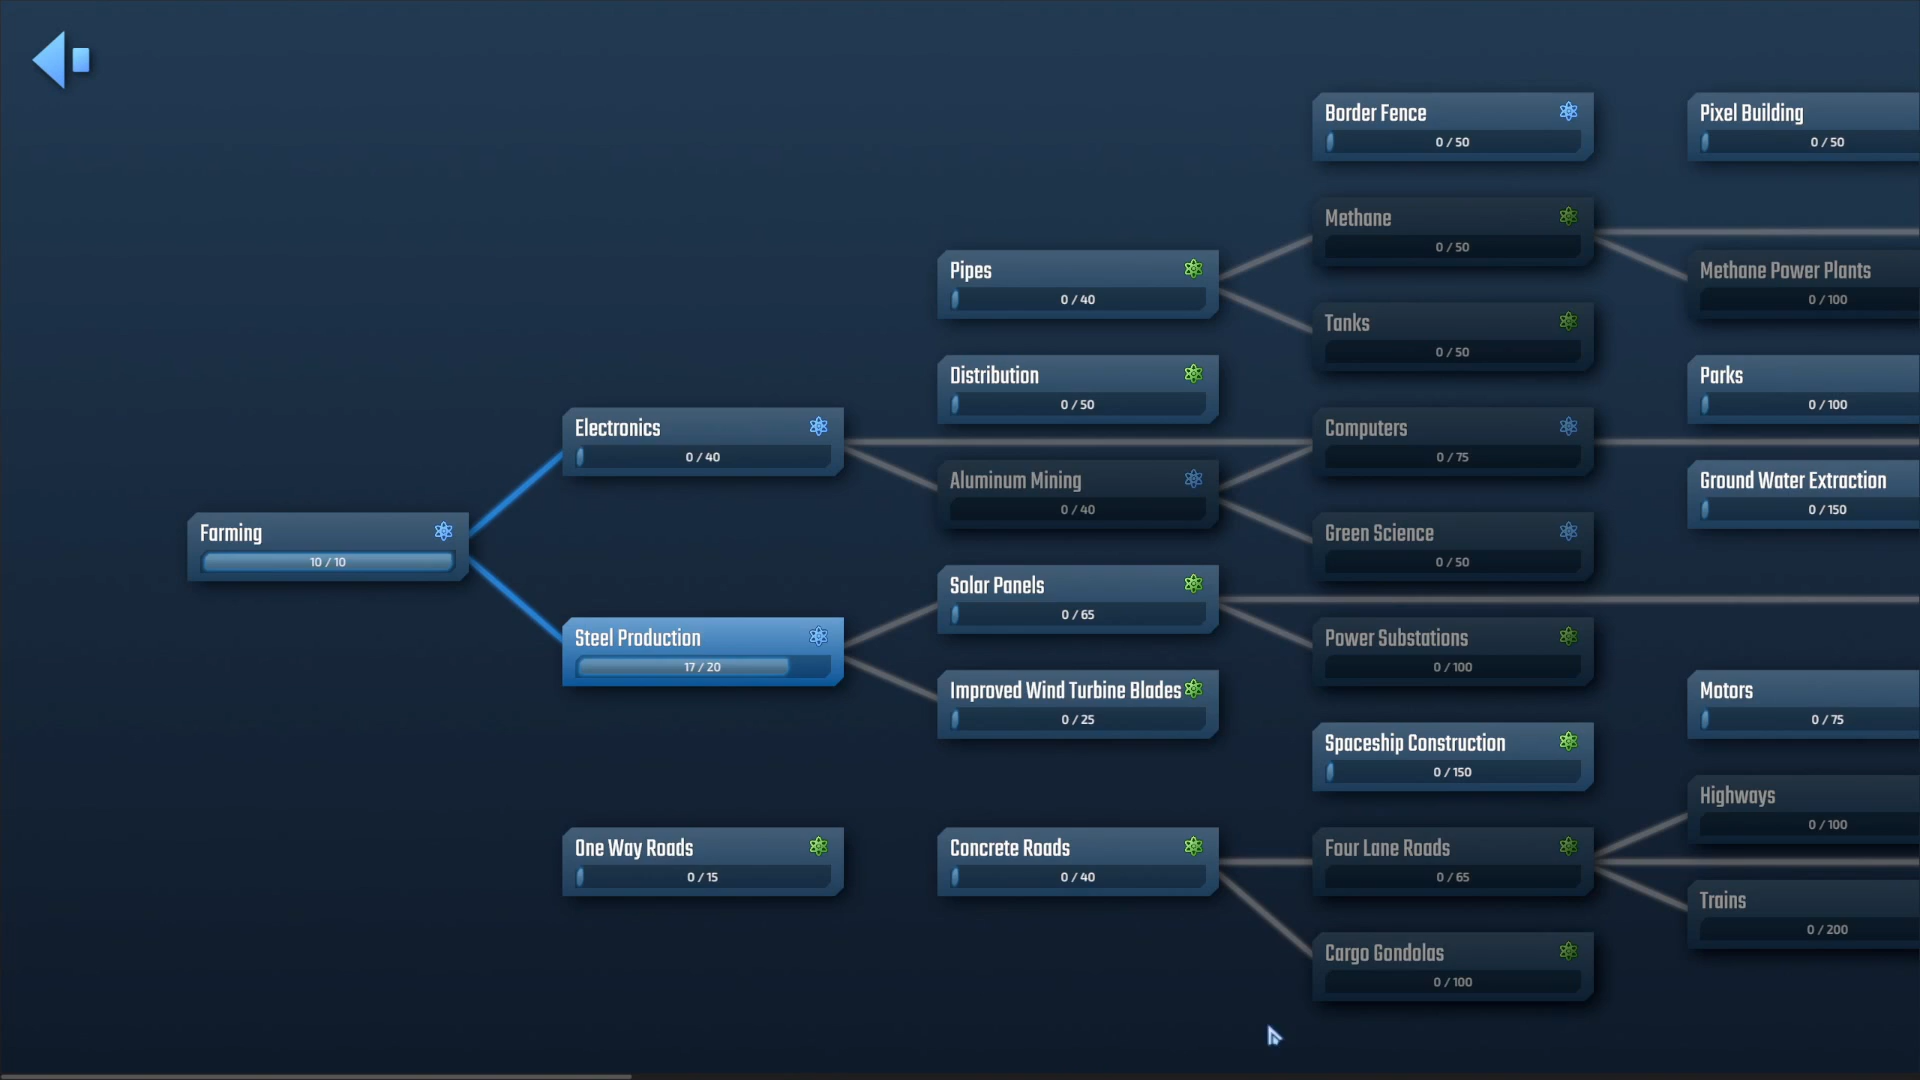 Border Fence
0 / 50
Pixel Building
0 / 50
Methane
0 / 50
Pipes
0 / 40
Methane Power Plants
0 / 100
Tanks
0 / 50
Distribution
0 / 50
Parks
0 / 100
Electronics
0 / 40
Computers
0 / 75
Aluminum Mining
0 / 40
Ground Water Extraction
0 / 150
Farming
10 / 10
Green Science
0 / 50
Solar Panels
0 / 65
Steel Production
17 / 20
Power Substations
0 / 100
Improved Wind Turbine Blades
0 / 25
Motors
0 / 75
Spaceship Construction
0 / 150
Highways
0 / 100
One Way Roads
0 / 15
Concrete Roads
0 / 40
Four Lane Roads
0 / 65
Trains
0 / 200
Cargo Gondolas
0 / 100